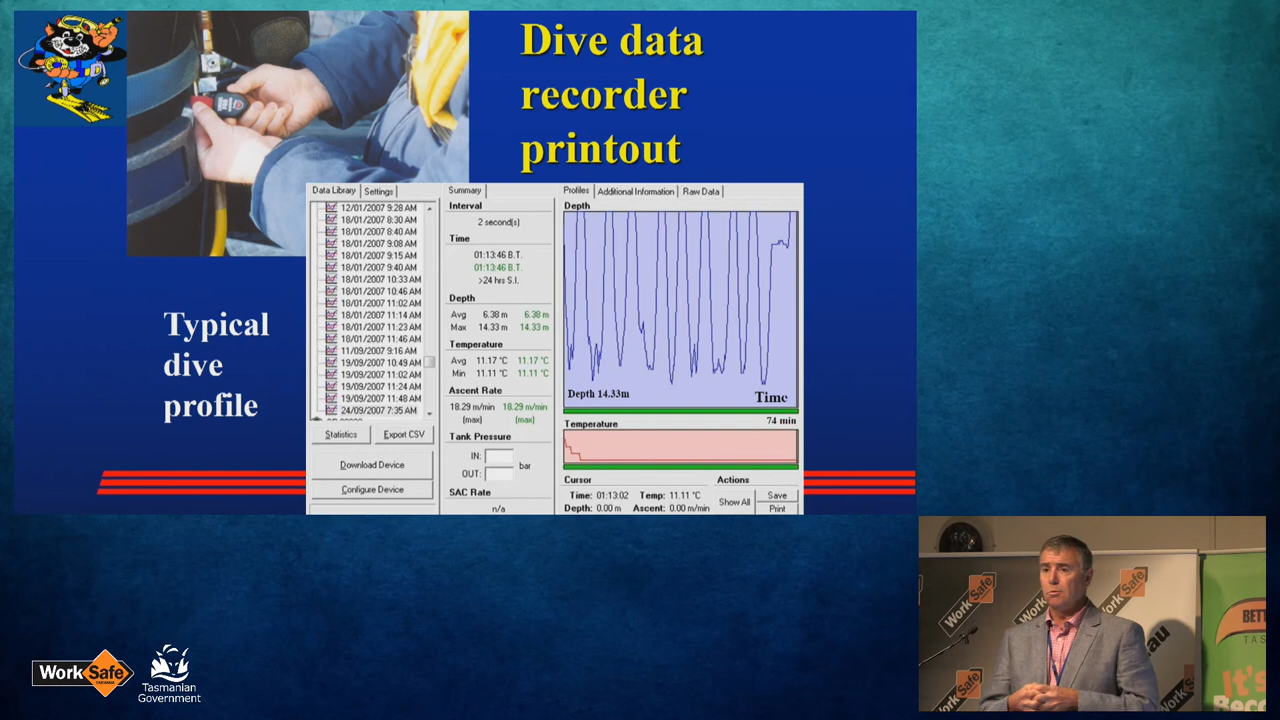 Dive data
recorder
printout
Typical
dive
profile
Data Library
Settings
12/01/2007 9:28 AM
18/01/2007 8:30 AM
18/01/2007 8:40 AM
18/01/2007 9:08 AM
18/01/2007 9:15 AM
18/01/2007 9:40 AM
18/01/2007 10:33 AM
18/01/2007 10:46 AM
18/01/2007 11:02 AM
18/01/2007 11:14 AM
18/01/2007 11:23 AM
18/01/2007 11:46 AM
11/09/2007 9:16 AM
19/09/2007 10:49 AM
19/09/2007 11:02 AM
19/09/2007 11:24 AM
19/09/2007 11:48 AM
24/09/2007 7:35 AM
Statistics
Export CSV
Download Device
Configure Device
Summary
Interval
2 second(s)
Time
01:13:46 B.T.
01:13:46 B.T.
>24 hrs S.I.
Depth
Avg 6.38 m 6.38 m
Max 14.33 m 14.33 m
Temperature
Avg 11.17 °C 11.17 °C
Min 11.11 °C 11.11 °C
Ascent Rate
18.29 m/min 18.29 m/min
(max) (max)
Tank Pressure
IN:
bar
OUT:
SAC Rate
n/a
Profiles
Additional Information
Raw Data
Depth
Depth 14.33m
Time
74 min
Temperature
Cursor
Time: 01:13:02 Temp: 11.11 °C
Depth: 0.00 m Ascent: 0.00 m/min
Actions
Show All
Save
Print
WorkSafe
TASMANIA
Tasmanian
Government
WorkSafe
WorkSafe
WorkSafe
BETT
TAS
It's
Beco